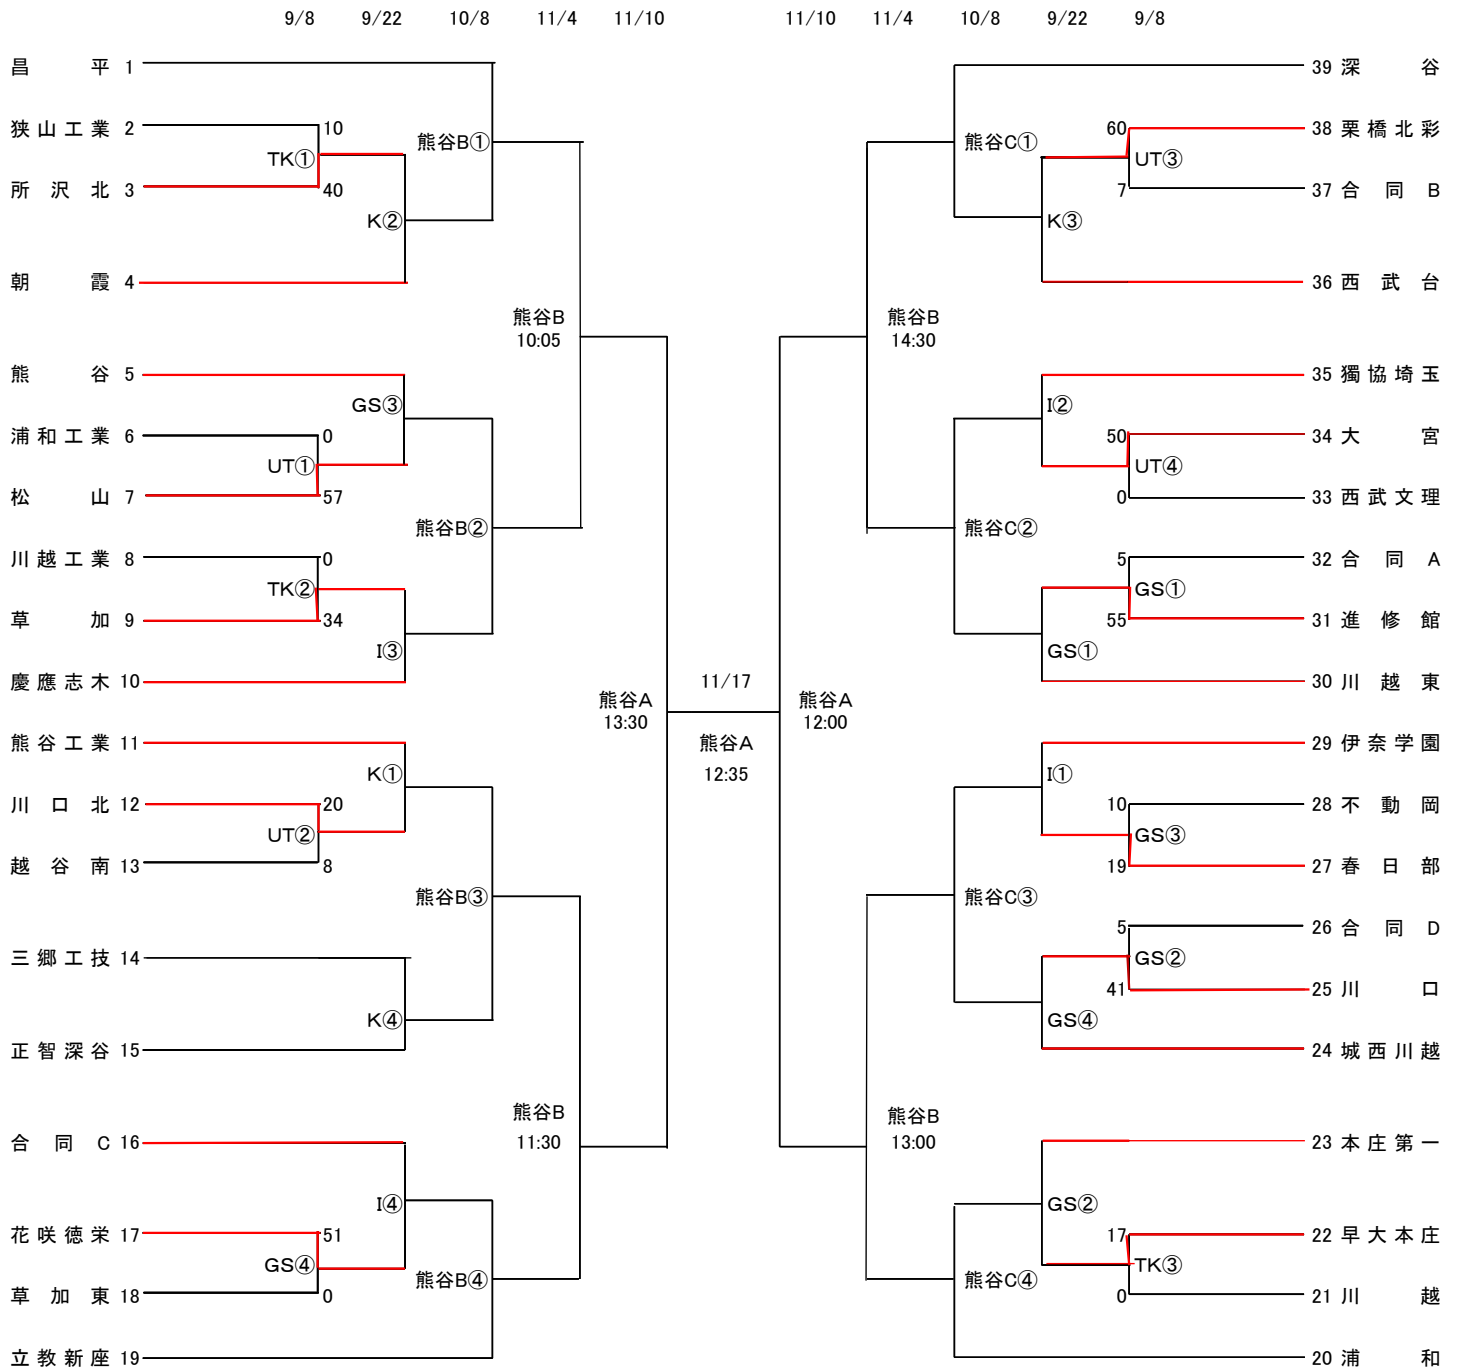 9/8 9/22 10/8 11/4 11/10 11/10 11/4 10/8 9/22 9/8
昌平 1
狭山工業 2
10
TK①
所沢北 3
40
熊谷B①
K②
朝霞 4
熊谷B
10:05
熊谷 5
GS③
浦和工業 6
0
UT①
松山 7
57
熊谷B②
川越工業 8
0
TK②
草加 9
34
I③
慶應志木 10
熊谷A
13:30
熊谷工業 11
K①
川口北 12
20
UT②
越谷南 13
8
熊谷B③
三郷工技 14
K④
正智深谷 15
熊谷B
11:30
合同C 16
I④
花咲徳栄 17
51
GS④
草加東 18
0
熊谷B④
立教新座 19
11/17
熊谷A
12:35
39 深谷
熊谷C①
60
38 栗橋北彩
UT③
7
37 合同B
K③
36 西武台
熊谷B
14:30
35 獨協埼玉
I②
50
34 大宮
UT④
0
33 西武文理
熊谷C②
5
32 合同A
GS①
55
31 進修館
GS①
30 川越東
熊谷A
12:00
29 伊奈学園
I①
10
28 不動岡
GS③
19
27 春日部
熊谷C③
5
26 合同D
GS②
41
25 川口
GS④
24 城西川越
熊谷B
13:00
23 本庄第一
GS②
17
22 早大本庄
TK③
0
21 川越
熊谷C④
20 浦和